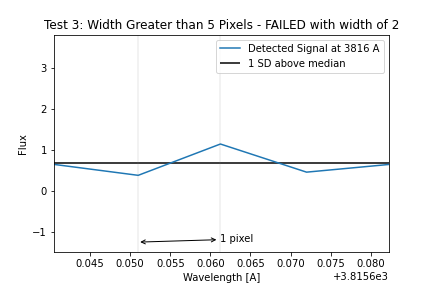 Test 3: Width Greater than 5 Pixels - FAILED with width of 2
Detected Signal at 3816 A
1 SD above median
3
2
1
0
−1
Flux
1 pixel
0.045 0.050 0.055 0.060 0.065 0.070 0.075 0.080
Wavelength [A]
+3.8156e3